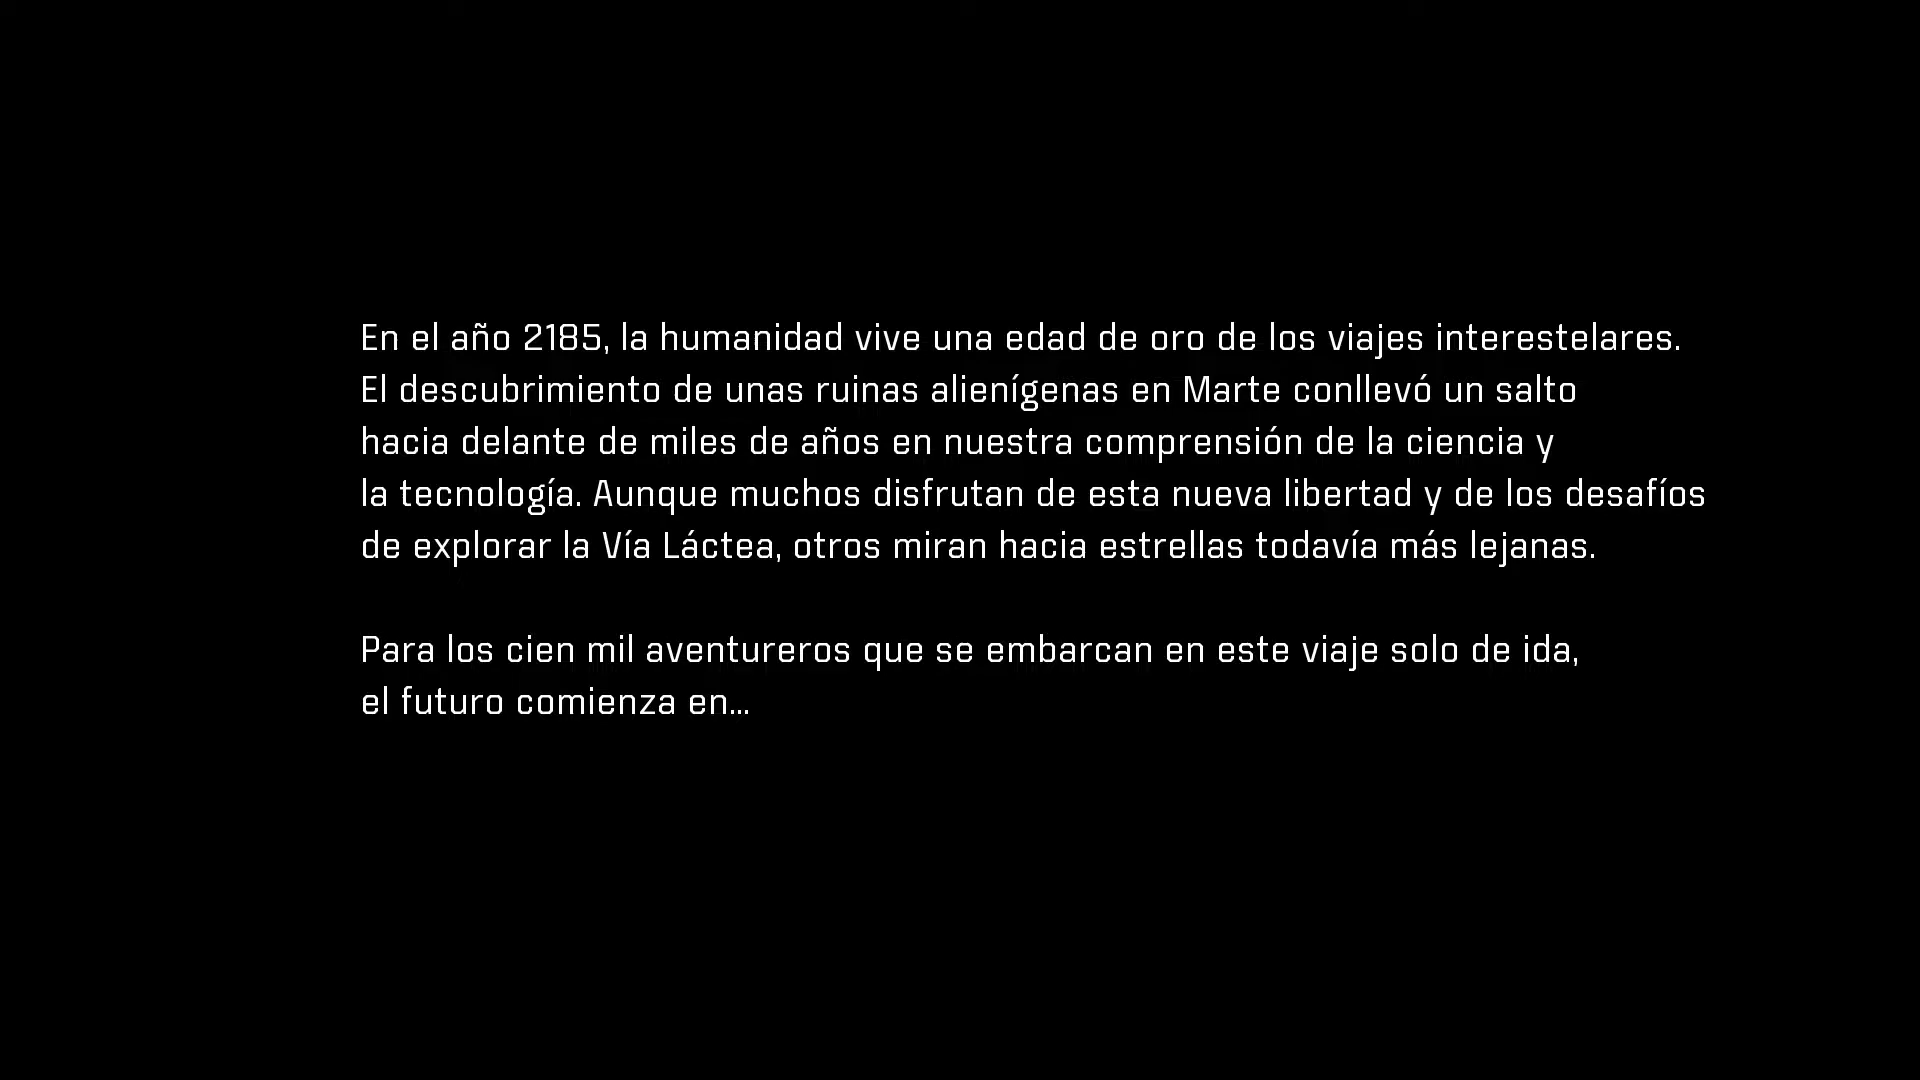 En el año 2185, la humanidad vive una edad de oro de los viajes interestelares.
El descubrimiento de unas ruinas alienígenas en Marte conllevó un salto
hacia delante de miles de años en nuestra comprensión de la ciencia y
la tecnología. Aunque muchos disfrutan de esta nueva libertad y de los desafíos
de explorar la Vía Láctea, otros miran hacia estrellas todavía más lejanas.
Para los cien mil aventureros que se embarcan en este viaje solo de ida,
el futuro comienza en...